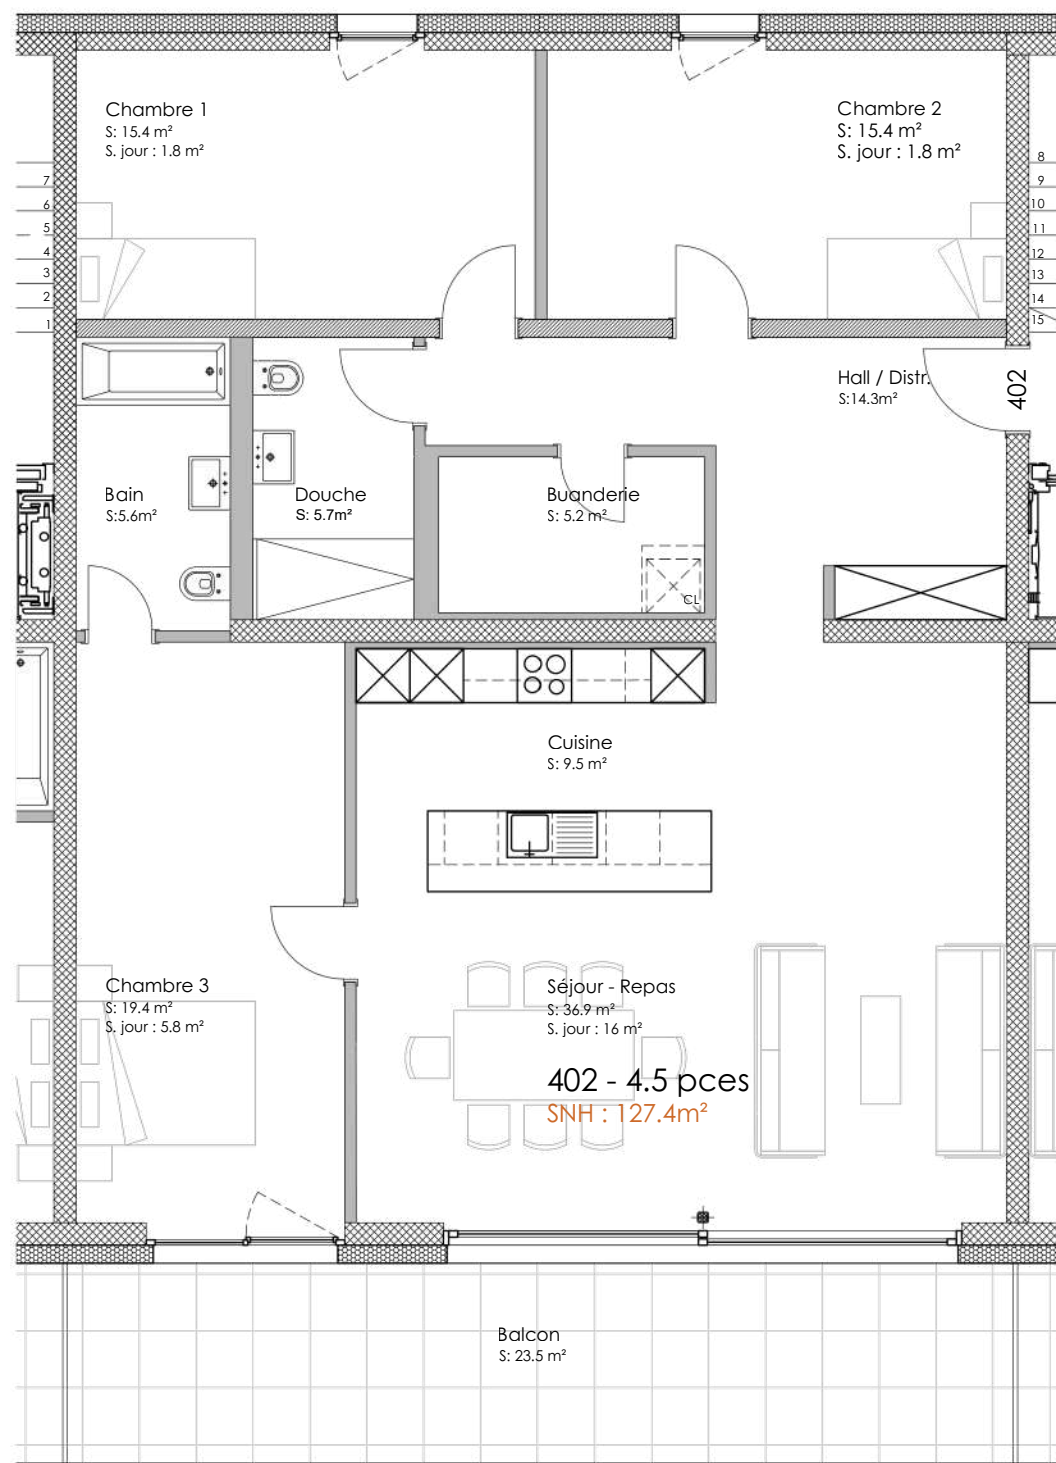 Chambre 1
S: 15.4 m²
S. jour : 1.8 m²
Chambre 2
S: 15.4 m²
S. jour : 1.8 m²
7
6
5
4
3
2
1
8
9
10
11
12
13
14
15
Hall / Distr.
S:14.3m²
402
Bain
S:5.6m²
Douche
S: 5.7m²
Buanderie
S: 5.2 m²
CL
Cuisine
S: 9.5 m²
Chambre 3
S: 19.4 m²
S. jour : 5.8 m²
Séjour - Repas
S: 36.9 m²
S. jour : 16 m²
402 - 4.5 pces
SNH : 127.4m²
Balcon
S: 23.5 m²